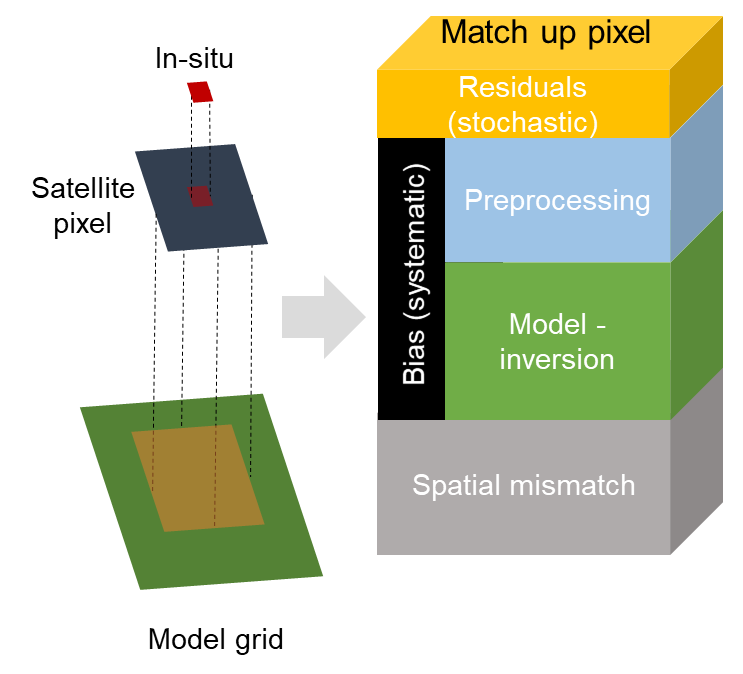 In-situ
Satellite
pixel
Model grid
Match up pixel
Residuals
(stochastic)
Bias (systematic)
Preprocessing
Model -
inversion
Spatial mismatch